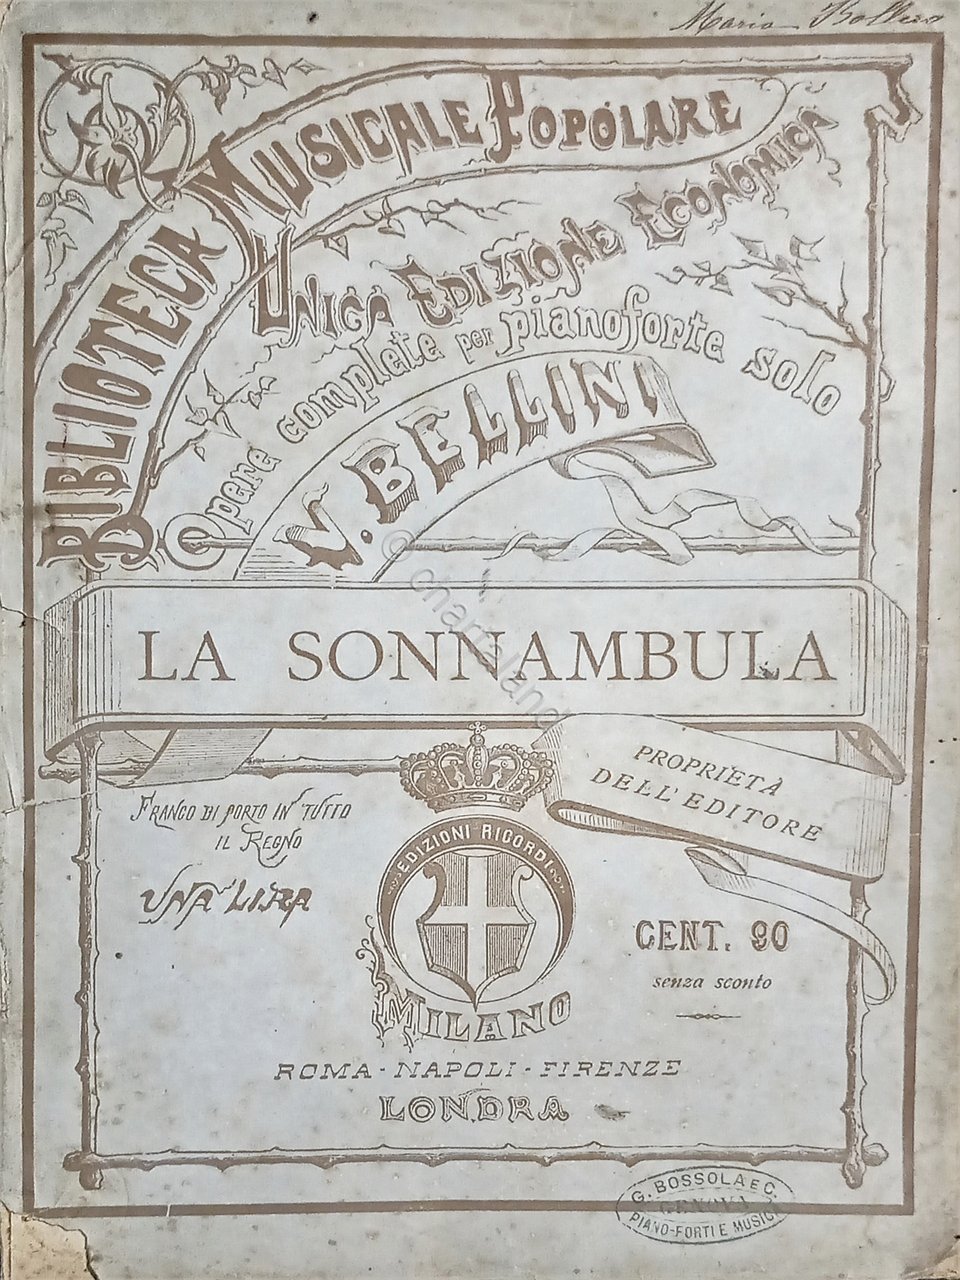 Maria
BIBLIOTECA MUSICALE POPOLARE
UNICA EDIZIONE ECONOMICA
Opere complete per pianoforte solo
V. BELLINI
LA SONNAMBULA
PROPRIETÀ
DELL'EDITORE
FRANCO DI PORTO IN TUTTO
IL REGNO
UNA LIRA
EDIZIONI RICORDI
CENT. 90
senza sconto
MILANO
ROMA - NAPOLI - FIRENZE
LONDRA
G. BOSSOLA E C.
GENOVA
PIANO-FORTI E MUSICA
© chartaland